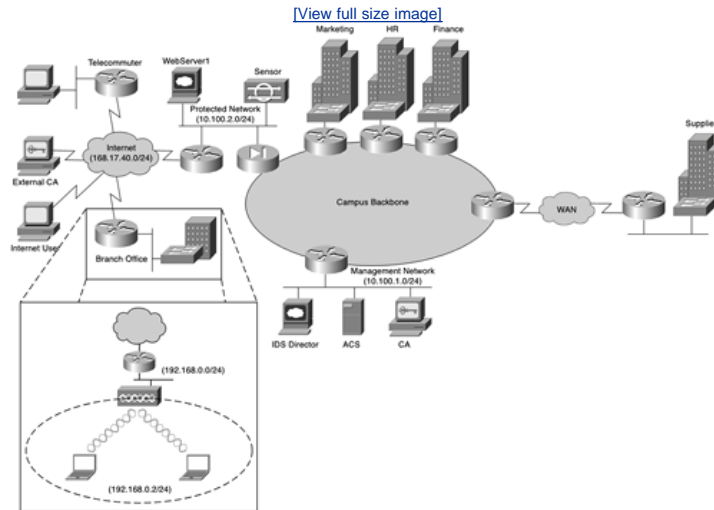 [View full size image]
Marketing
HR
Finance
Telecommuter
WebServer1
Sensor
Protected Network
(10.100.2.0/24)
Internet
(168.17.40.0/24)
Supplier
External CA
Campus Backbone
WAN
Internet User
Branch Office
Management Network
(10.100.1.0/24)
IDS Director
ACS
CA
(192.168.0.0/24)
(192.168.0.2/24)